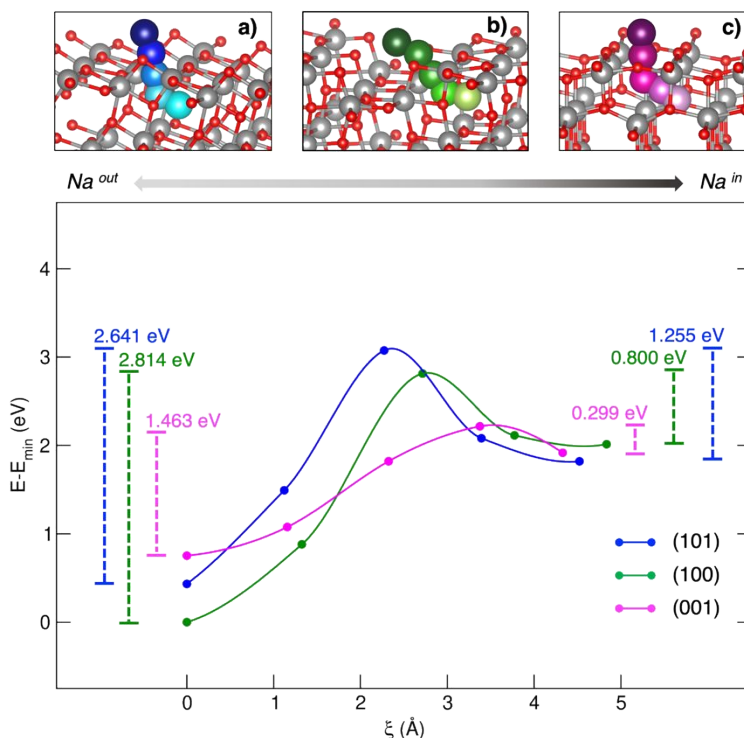 a)
b)
c)
Na out
Na in
4
3
2
1
0
E-Emin (eV)
2.641 eV
2.814 eV
1.463 eV
1.255 eV
0.800 eV
0.299 eV
(101)
(100)
(001)
0 1 2 3 4 5
ξ (Å)